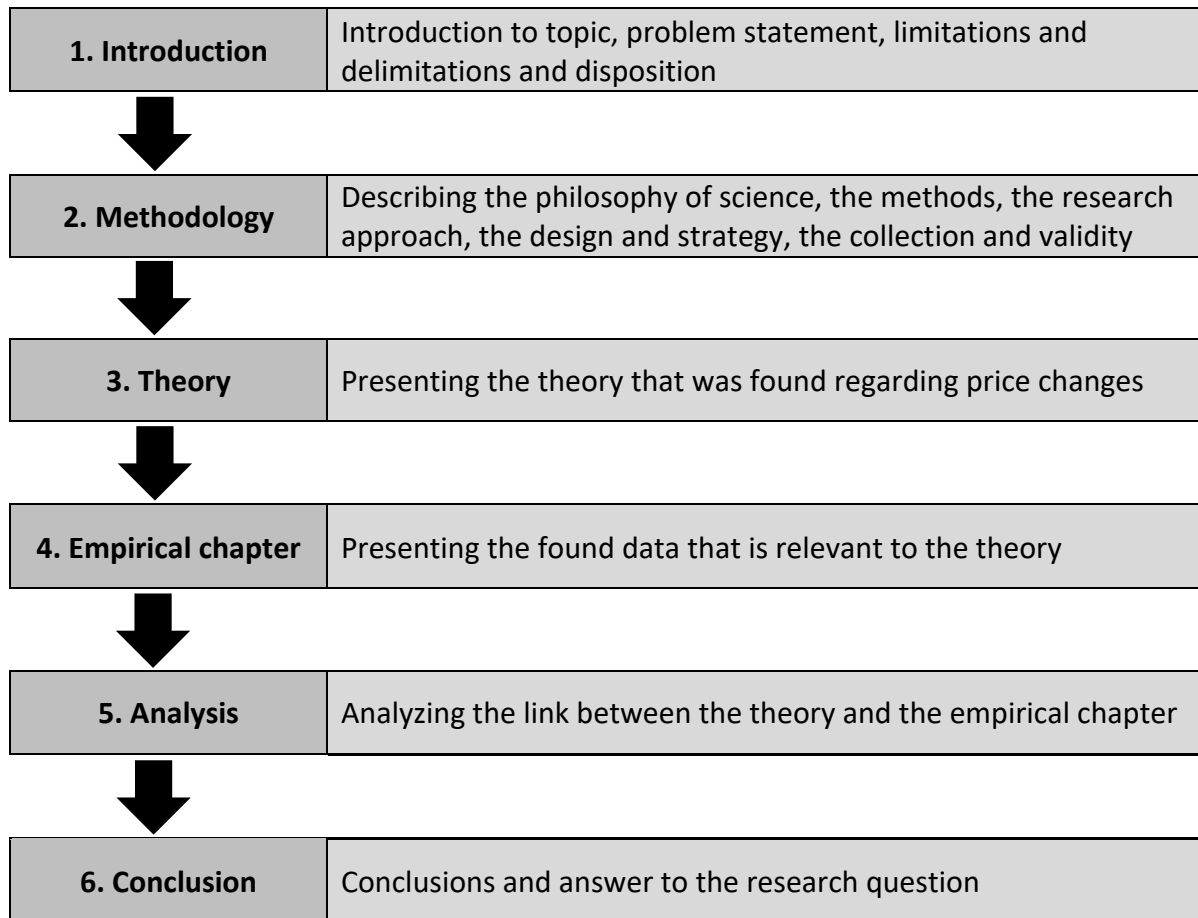 1. Introduction
Introduction to topic, problem statement, limitations and
delimitations and disposition
2. Methodology
Describing the philosophy of science, the methods, the research
approach, the design and strategy, the collection and validity
3. Theory
Presenting the theory that was found regarding price changes
4. Empirical chapter
Presenting the found data that is relevant to the theory
5. Analysis
Analyzing the link between the theory and the empirical chapter
6. Conclusion
Conclusions and answer to the research question